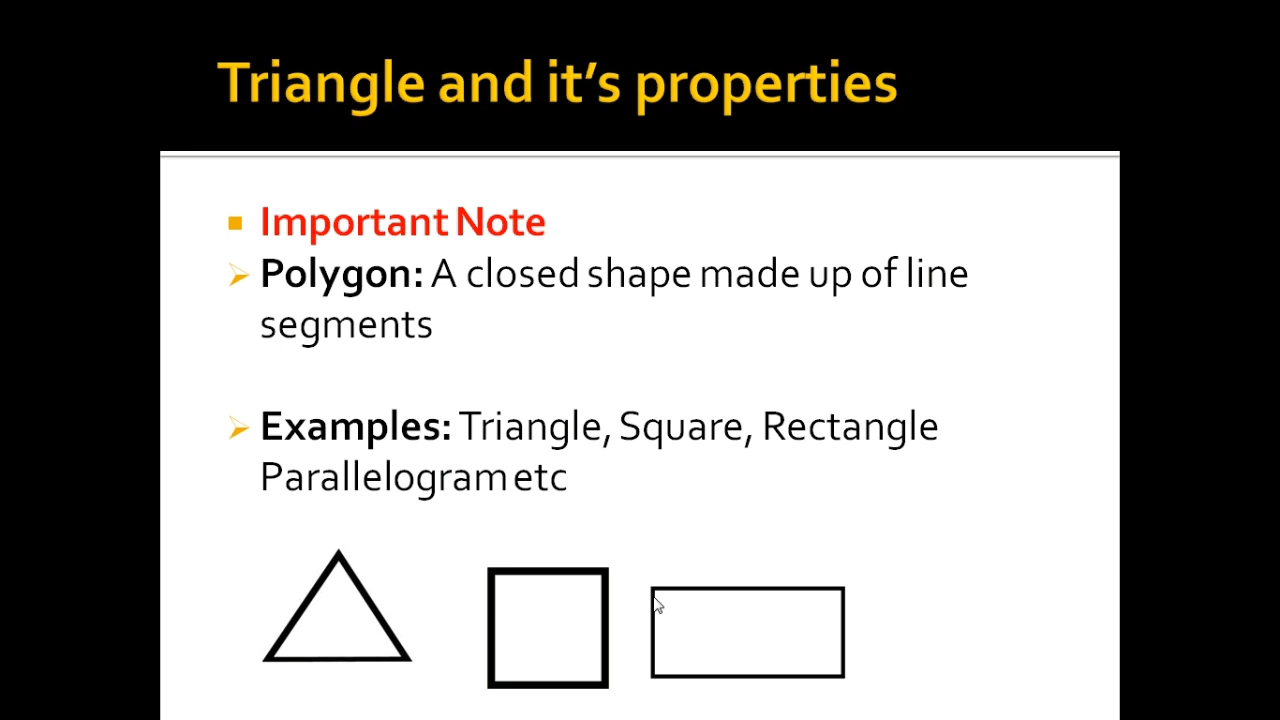 Triangle and it’s properties
Important Note
Polygon: A closed shape made up of line
segments
Examples: Triangle, Square, Rectangle
Parallelogram etc